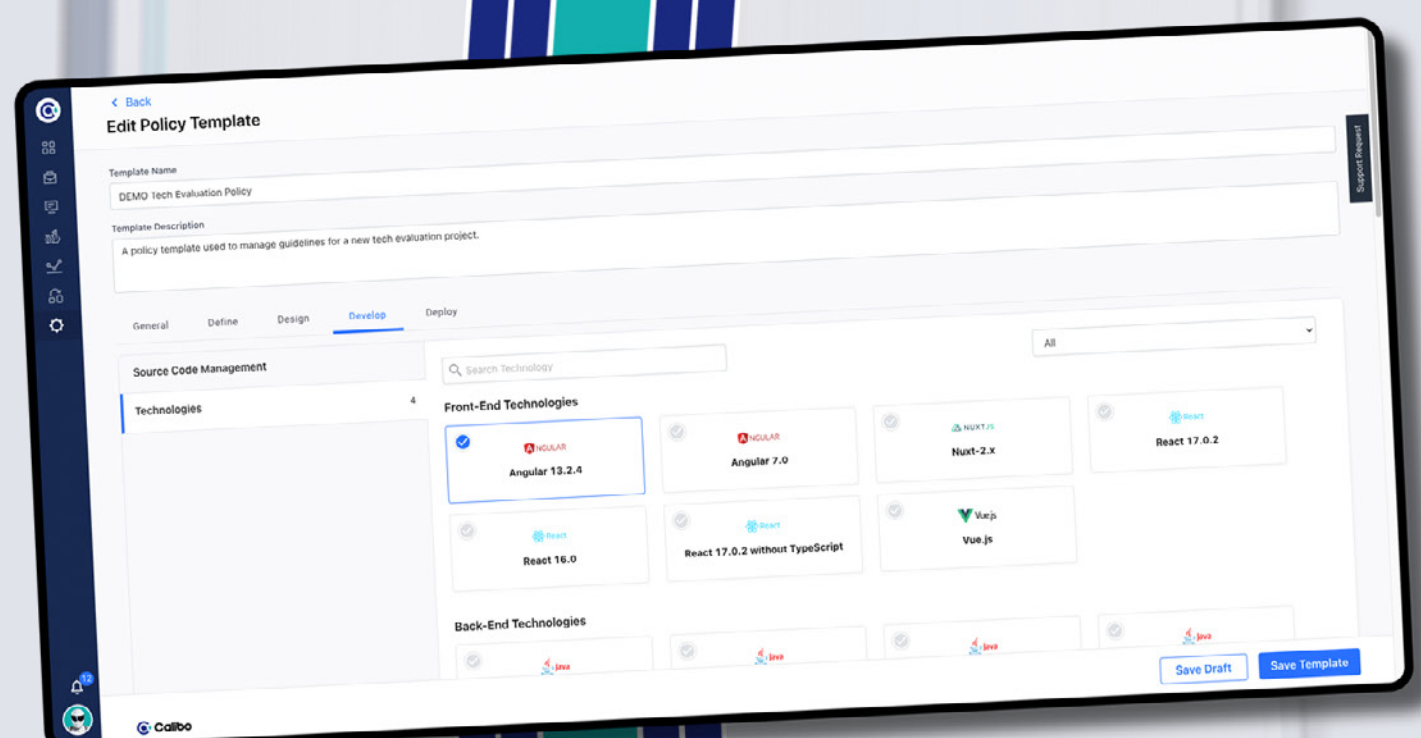 Back
Edit Policy Template
Template Name
DEMO Tech Evaluation Policy
Template Description
A policy template used to manage guidelines for a new tech evaluation project.
General Define Design Develop Deploy
Source Code Management
Technologies 4
Search Technology
All
Front-End Technologies
ANGULAR
Angular 13.2.4
ANGULAR
Angular 7.0
NUXTJS
Nuxt-2.x
React
React 17.0.2
React
React 16.0
React
React 17.0.2 without TypeScript
Vue.js
Vue.js
Back-End Technologies
Java
Java
Java
Java
Save Draft
Save Template
Support Request
12
Calibo